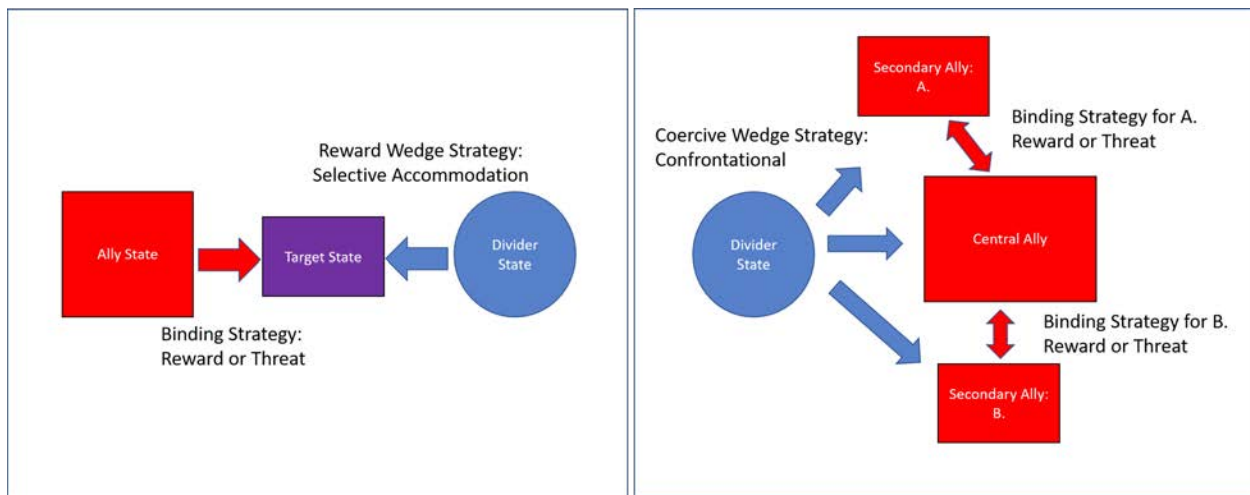 Reward Wedge Strategy:
Selective Accommodation
Ally State
Target State
Divider
State
Binding Strategy:
Reward or Threat
Secondary Ally:
A.
Binding Strategy for A.
Reward or Threat
Coercive Wedge Strategy:
Confrontational
Divider
State
Central Ally
Binding Strategy for B.
Reward or Threat
Secondary Ally:
B.